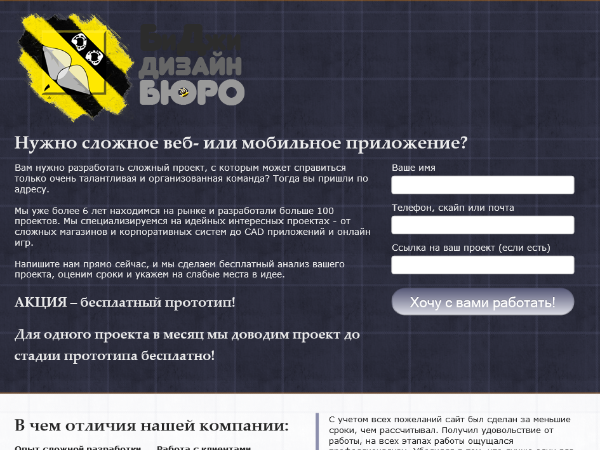 ДИЗАЙН
БЮРО
Нужно сложное веб- или мобильное приложение?
Вам нужно разработать сложный проект, с которым может справиться
только очень талантливая и организованная команда? Тогда вы пришли по
адресу.
Мы уже более 6 лет находимся на рынке и разработали больше 100
проектов. Мы специализируемся на идейных интересных проектах - от
сложных магазинов и корпоративных систем до CAD приложений и онлайн
игр.
Напишите нам прямо сейчас, и мы сделаем бесплатный анализ вашего
проекта, оценим сроки и укажем на слабые места в идее.
АКЦИЯ – бесплатный прототип!
Для одного проекта в месяц мы доводим проект до
стадии прототипа бесплатно!
Ваше имя
Телефон, скайп или почта
Ссылка на ваш проект (если есть)
Хочу с вами работать!
В чем отличия нашей компании:
Опыт сложной разработки
Работа с клиентами
С учетом всех пожеланий сайт был сделан за меньшие
сроки, чем рассчитывал. Получил удовольствие от
работы, на всех этапах работы ощущался